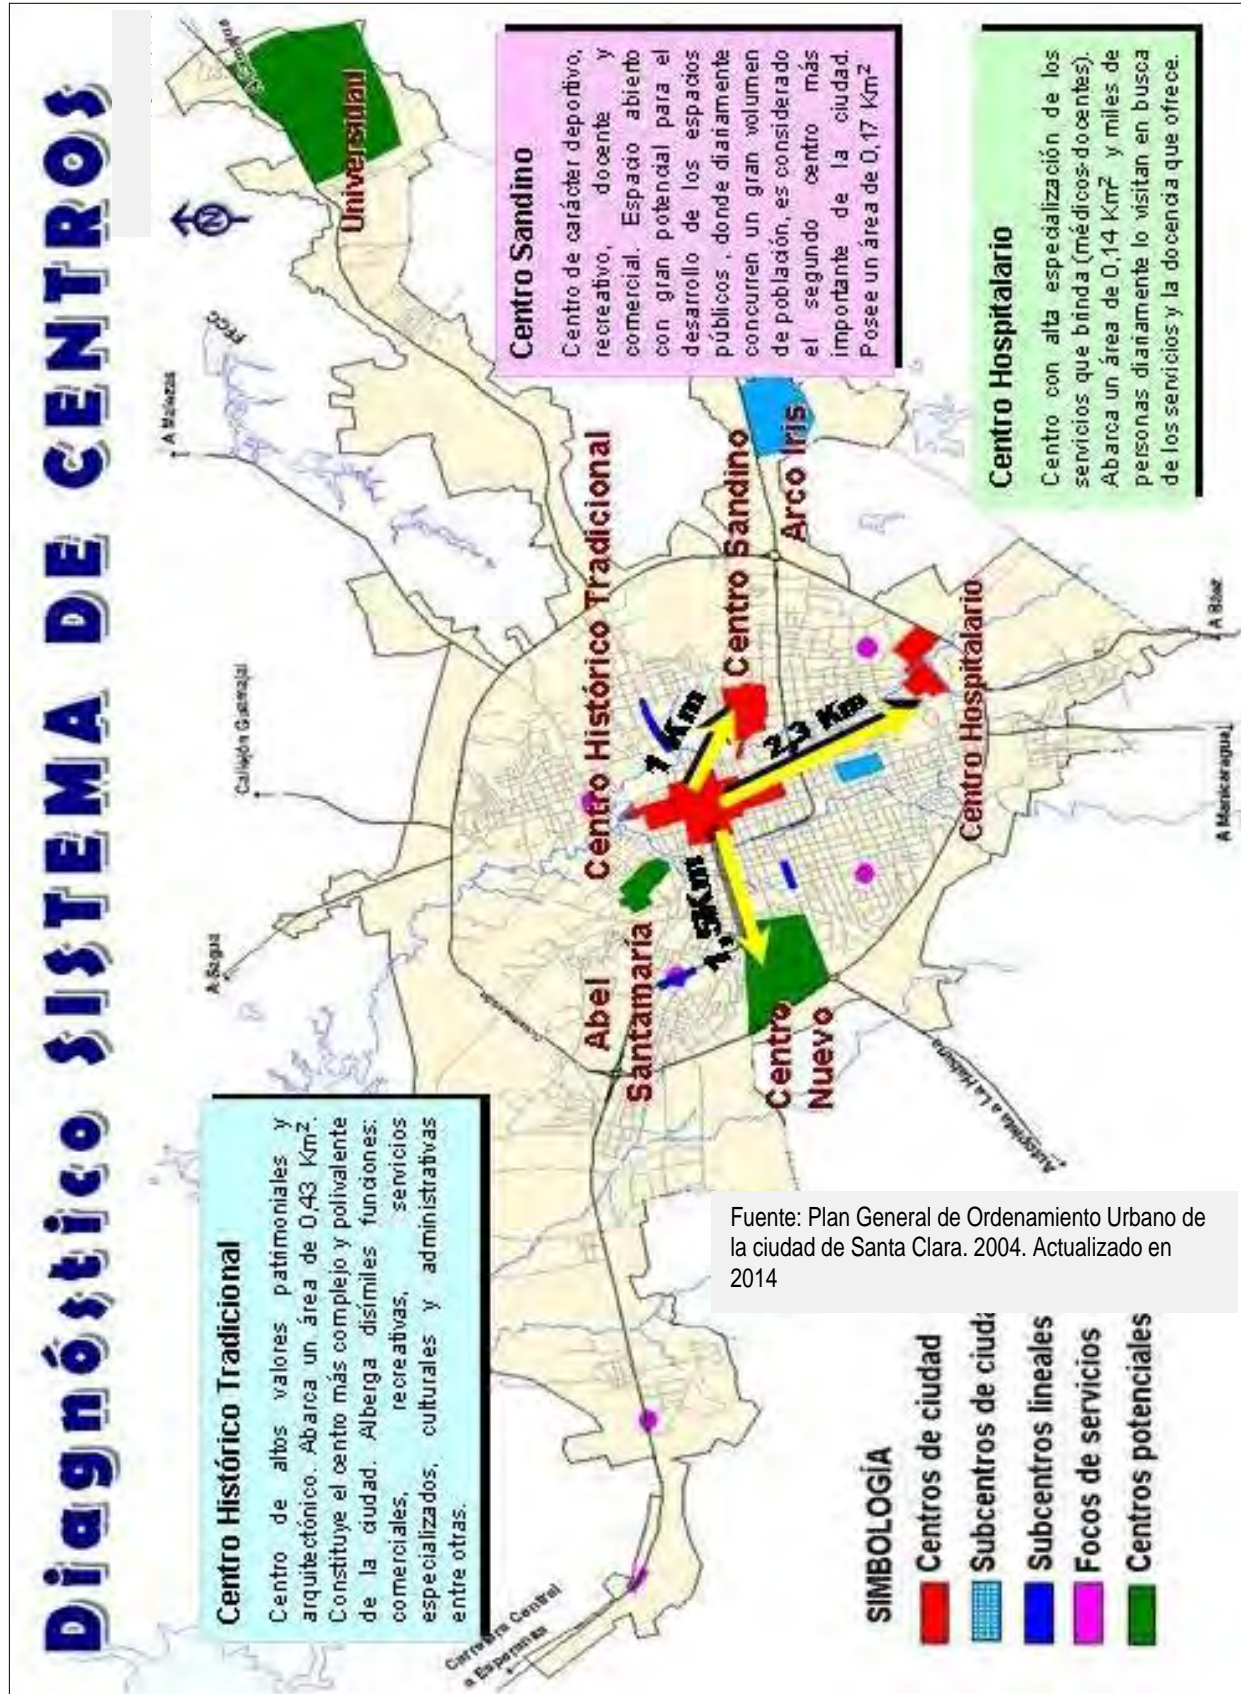 Diagnóstico SISTEMA DE CENTROS
Centro Histórico Tradicional
Centro de altos valores patrimoniales y
arquitectónico. Abarca un área de 0,43 Km².
Constituye el centro más complejo y polivalente
de la ciudad. Alberga disímiles funciones:
comerciales, recreativas, servicios
especializados, culturales y administrativas
entre otras.
Centro Sandino
Centro de carácter deportivo,
recreativo, docente y
comercial. Espacio abierto
con gran potencial para el
desarrollo de los espacios
públicos , donde diariamente
concurren un gran volumen
de población, es considerado
el segundo centro más
importante de la ciudad.
Posee un área de 0,17 Km²
Centro Hospitalario
Centro con alta especialización de los
servicios que brinda (médicos-docentes).
Abarca un área de 0,14 Km² y miles de
personas diariamente lo visitan en busca
de los servicios y la docencia que ofrece.
A Sagua
Callejón Guamajal
A Malezas
FFCC
N
Universidad
Abel
Santamaría
Centro Histórico Tradicional
1 Km
Centro Sandino
Arco Iris
1,5Km
2,3 Km
Centro
Nuevo
Centro Hospitalario
Carretera Central
a Esperanza
Autopista a La Habana
A Manicaragua
A Báez
SIMBOLOGÍA
Centros de ciudad
Subcentros de ciuda
Subcentros lineales
Focos de servicios
Centros potenciales
Fuente: Plan General de Ordenamiento Urbano de
la ciudad de Santa Clara. 2004. Actualizado en
2014